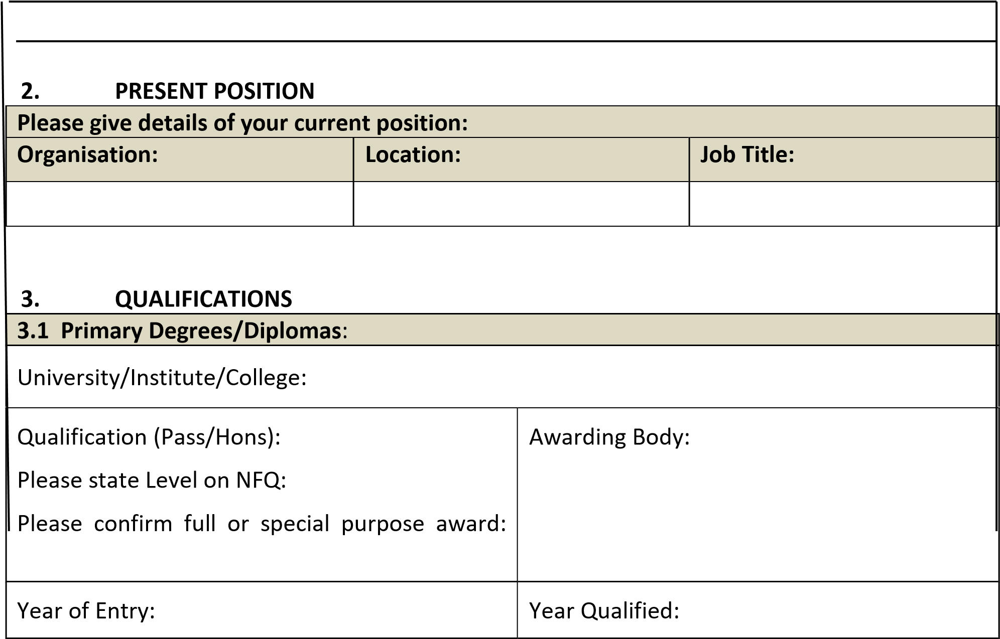 2. PRESENT POSITION
Please give details of your current position:
Organisation: Location: Job Title:
3. QUALIFICATIONS
3.1 Primary Degrees/Diplomas:
University/Institute/College:
Qualification (Pass/Hons): Awarding Body:
Please state Level on NFQ:
Please confirm full or special purpose award:
Year of Entry: Year Qualified: